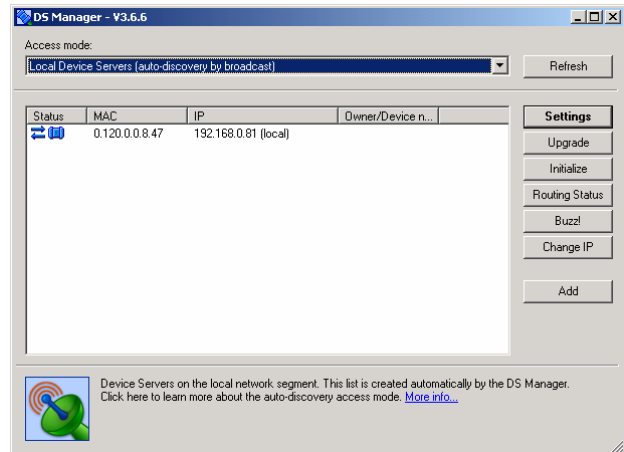 DS Manager - V3.6.6
Access mode:
Local Device Servers (auto-discovery by broadcast)
Refresh
Status MAC IP Owner/Device n...
0.120.0.0.8.47 192.168.0.81 (local)
Settings
Upgrade
Initialize
Routing Status
Buzz!
Change IP
Add
Device Servers on the local network segment. This list is created automatically by the DS Manager.
Click here to learn more about the auto-discovery access mode. More info...